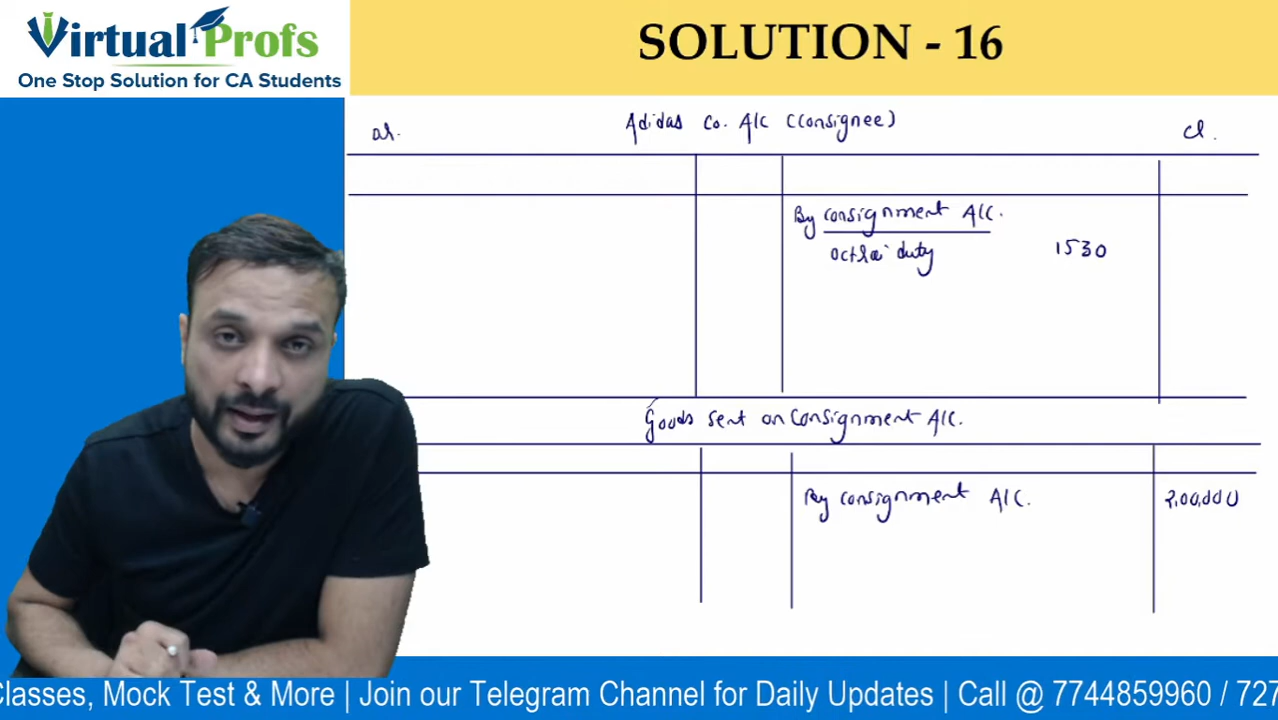 Virtual Profs
One Stop Solution for CA Students
SOLUTION - 16
Adidas Co. A/C (Consignee)
dr.
cr.
By consignment A/C.
octroi duty 1530
Goods sent on Consignment A/C.
By consignment A/C. 2,00,000
Classes, Mock Test & More | Join our Telegram Channel for Daily Updates | Call @ 7744859960 / 727